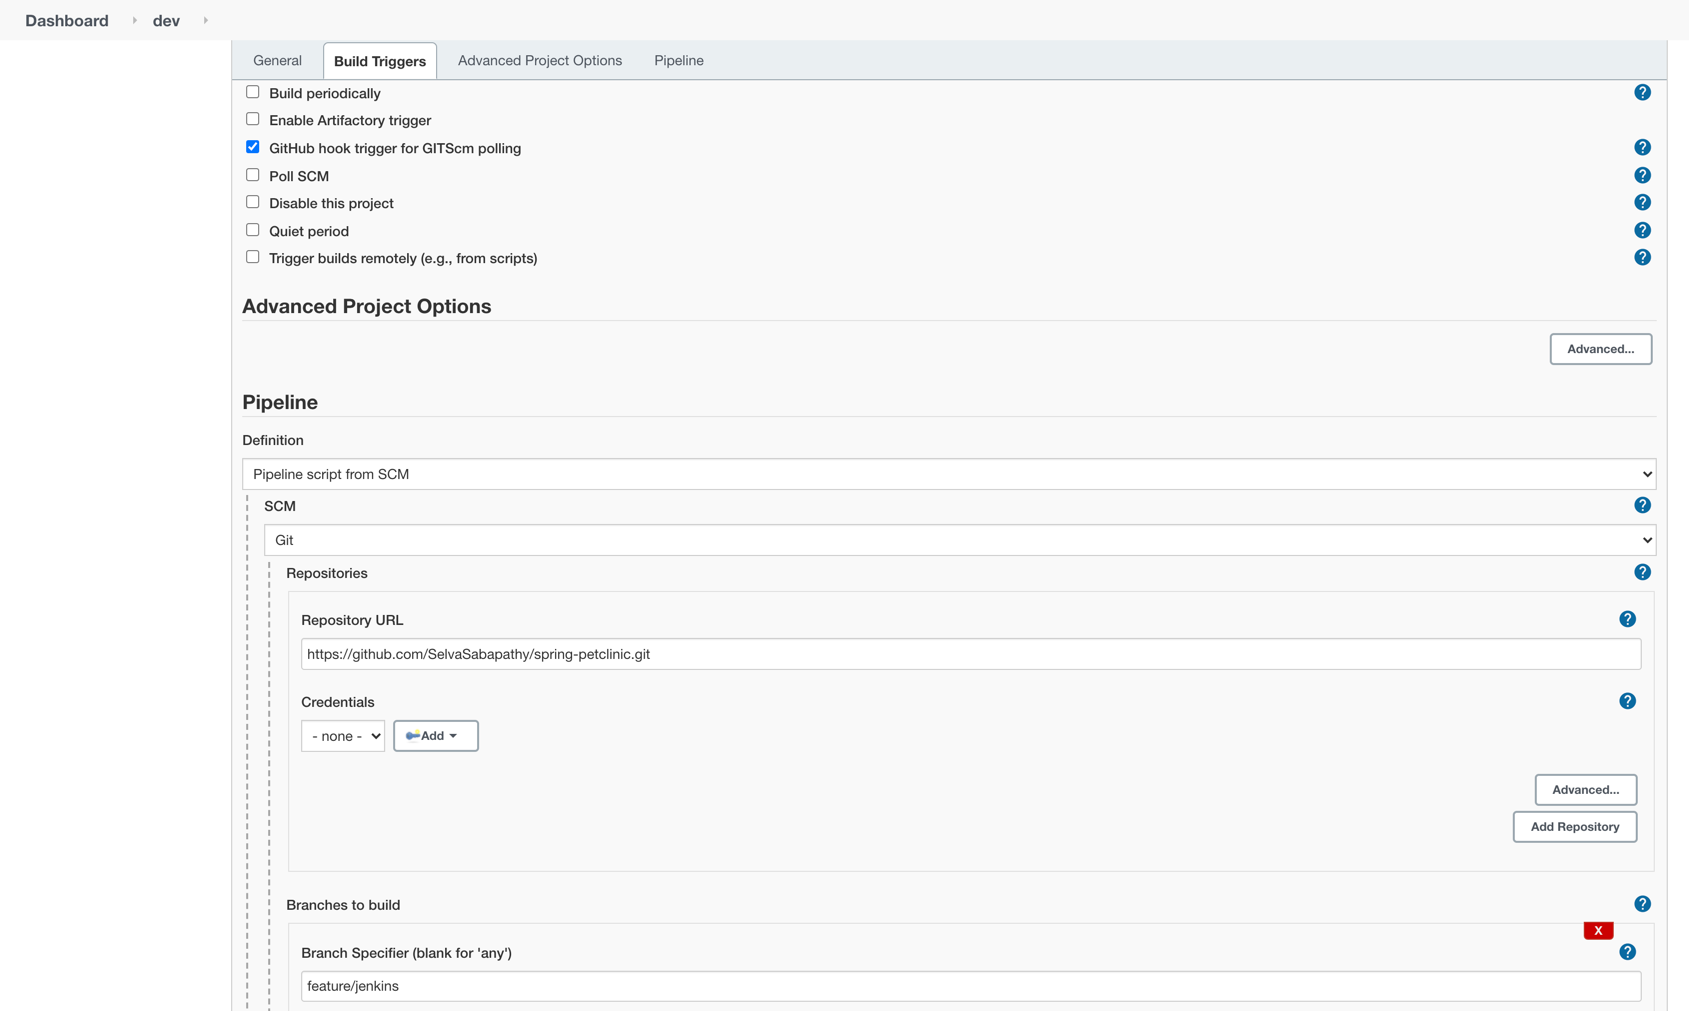 Dashboard dev
General Build Triggers Advanced Project Options Pipeline
Build periodically ?
Enable Artifactory trigger
GitHub hook trigger for GITScm polling ?
Poll SCM ?
Disable this project ?
Quiet period ?
Trigger builds remotely (e.g., from scripts) ?
Advanced Project Options
Advanced...
Pipeline
Definition
Pipeline script from SCM
SCM ?
Git
Repositories ?
Repository URL ?
https://github.com/SelvaSabapathy/spring-petclinic.git
Credentials ?
- none - Add
Advanced...
Add Repository
Branches to build ?
X
Branch Specifier (blank for 'any') ?
feature/jenkins